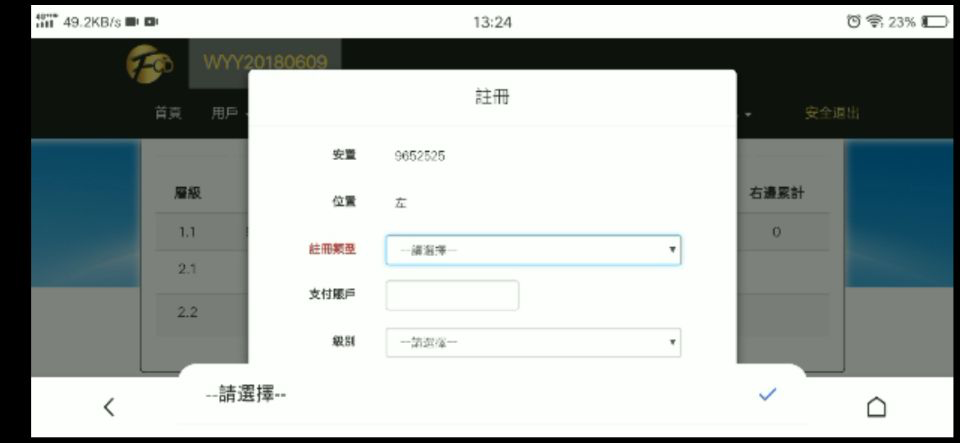 49.2KB/s 13:24 23%
WYY20180609
註冊
首頁 用戶 安全退出
安置 9652525
層級 右邊累計
位置 左
1.1 0
註冊類型 --請選擇--
2.1
支付賬戶
2.2
級別 --請選擇--
--請選擇--